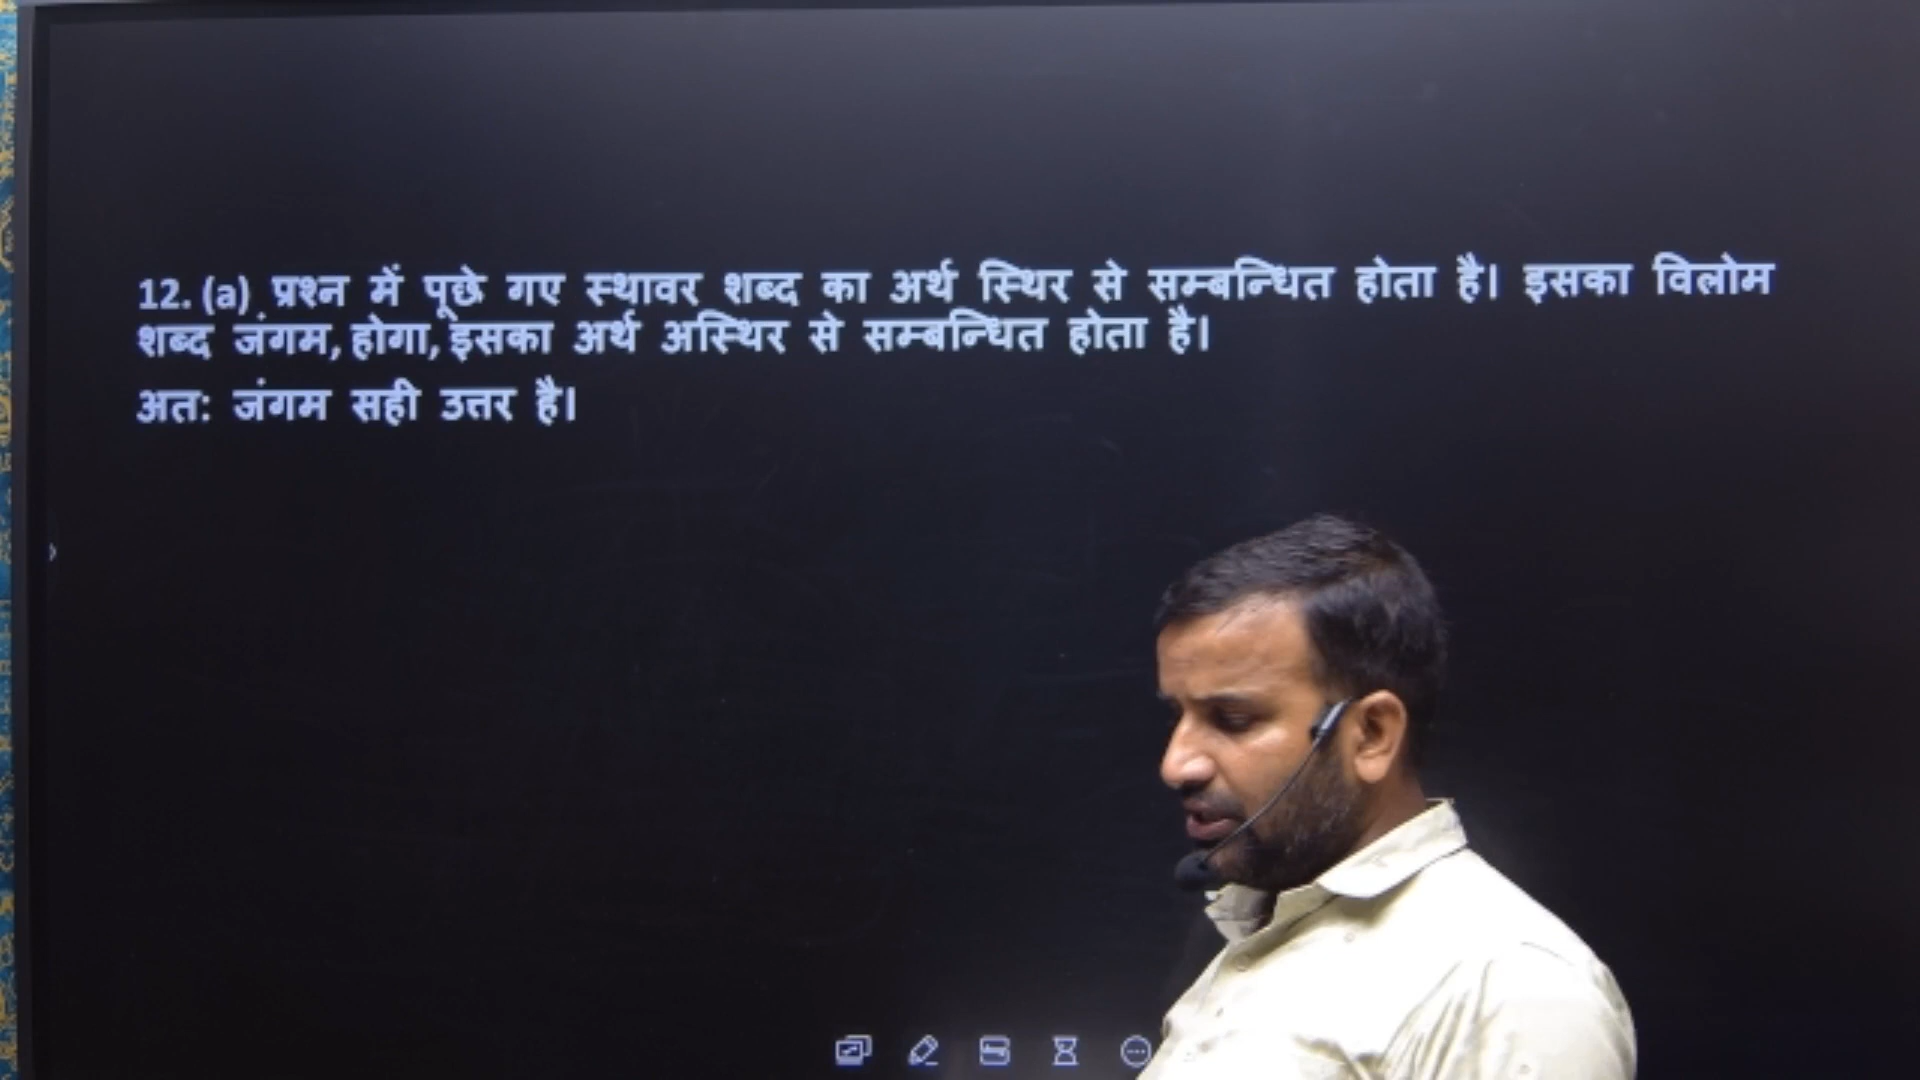 12. (a) प्रश्न में पूछे गए स्थावर शब्द का अर्थ स्थिर से सम्बन्धित होता है। इसका विलोम
शब्द जंगम, होगा, इसका अर्थ अस्थिर से सम्बन्धित होता है।
अत: जंगम सही उत्तर है।